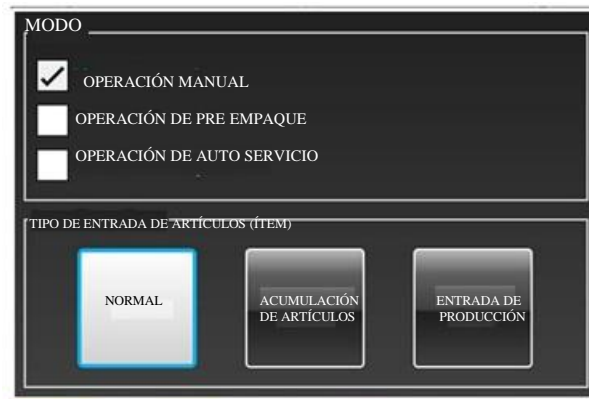 MODO
OPERACIÓN MANUAL
OPERACIÓN DE PRE EMPAQUE
OPERACIÓN DE AUTO SERVICIO
TIPO DE ENTRADA DE ARTÍCULOS (ÍTEM)
NORMAL
ACUMULACIÓN
DE ARTÍCULOS
ENTRADA DE
PRODUCCIÓN